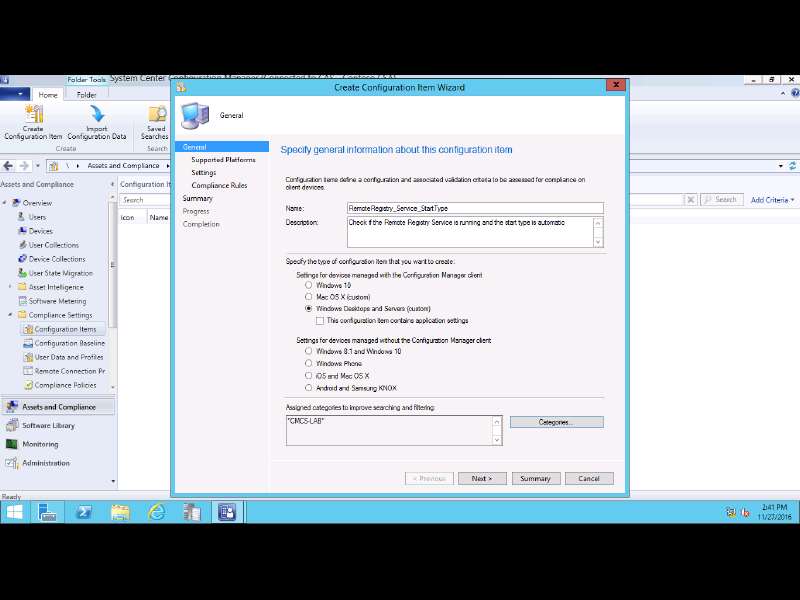 Folder Tools
System Center Configuration Manager (Connected to CAS - Contoso CSA)
Home
Folder
Create
Configuration Item
Import
Configuration Data
Saved
Searches
Create
Search
\ Assets and Compliance
Assets and Compliance
Overview
Users
Devices
User Collections
Device Collections
User State Migration
Asset Intelligence
Software Metering
Compliance Settings
Configuration Items
Configuration Baseline
User Data and Profiles
Remote Connection Pr
Compliance Policies
Assets and Compliance
Software Library
Monitoring
Administration
Ready
Configuration It
Search
Icon
Name
Search
Add Criteria
Create Configuration Item Wizard
General
General
Supported Platforms
Settings
Compliance Rules
Summary
Progress
Completion
Specify general information about this configuration item
Configuration items define a configuration and associated validation criteria to be assessed for compliance on
client devices.
Name:
RemoteRegistry_Service_StartType
Description:
Check if the Remote Registry Service is running and the start type is automatic
Specify the type of configuration item that you want to create:
Settings for devices managed with the Configuration Manager client
Windows 10
Mac OS X (custom)
Windows Desktops and Servers (custom)
This configuration item contains application settings
Settings for devices managed without the Configuration Manager client
Windows 8.1 and Windows 10
Windows Phone
iOS and Mac OS X
Android and Samsung KNOX
Assigned categories to improve searching and filtering:
"CMCS-LAB"
Categories...
< Previous
Next >
Summary
Cancel
2:41 PM
11/27/2016